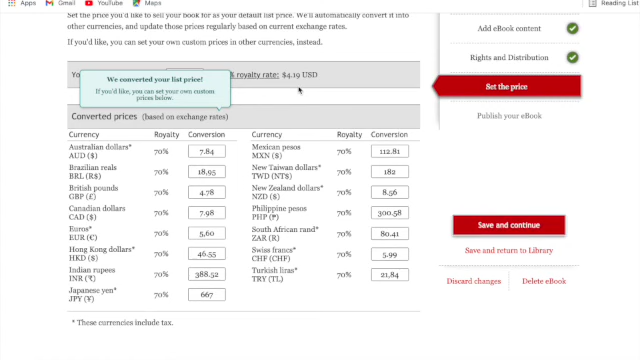 Apps
Gmail
YouTube
Maps
Reading List
Set the price you'd like to sell your book for as your default list price. We'll automatically convert it into
other currencies, and update those prices regularly based on current exchange rates.
If you'd like, you can set your own custom prices in other currencies, instead.
% royalty rate: $4.19 USD
We converted your list price!
If you'd like, you can set your own custom
prices below.
Converted prices (based on exchange rates)
Currency Royalty Conversion
Australian dollars*
AUD ($) 70% 7.84
Brazilian reals
BRL (R$) 70% 18,95
British pounds
GBP (£) 70% 4.78
Canadian dollars
CAD ($) 70% 7.98
Euros*
EUR (€) 70% 5,60
Hong Kong dollars*
HKD ($) 70% 46.55
Indian rupees
INR (₹) 70% 388.52
Japanese yen*
JPY (¥) 70% 667
Currency Royalty Conversion
Mexican pesos
MXN ($) 70% 112.81
New Taiwan dollars*
TWD (NT$) 70% 182
New Zealand dollars*
NZD ($) 70% 8.56
Philippine pesos
PHP (₱) 70% 300.58
South African rand*
ZAR (R) 70% 80.41
Swiss francs*
CHF (CHF) 70% 5.99
Turkish liras*
TRY (TL) 70% 21,84
* These currencies include tax.
Add eBook content
Rights and Distribution
Set the price
Publish your eBook
Save and continue
Save and return to Library
Discard changes
Delete eBook